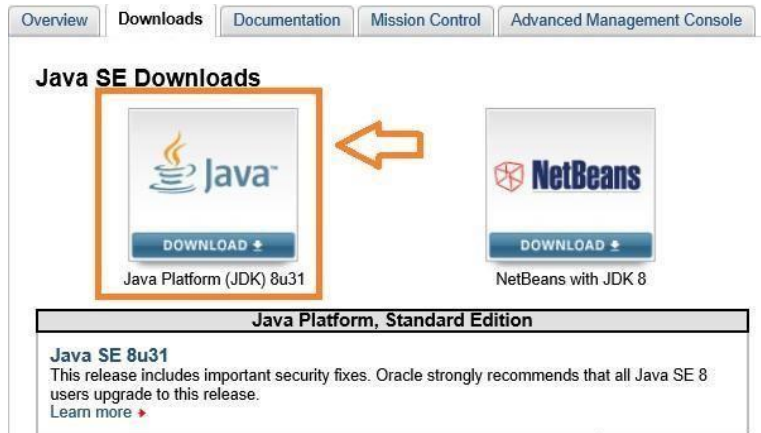 Overview Downloads Documentation Mission Control Advanced Management Console
Java SE Downloads
Java™ NetBeans
DOWNLOAD DOWNLOAD
Java Platform (JDK) 8u31 NetBeans with JDK 8
Java Platform, Standard Edition
Java SE 8u31
This release includes important security fixes. Oracle strongly recommends that all Java SE 8
users upgrade to this release.
Learn more